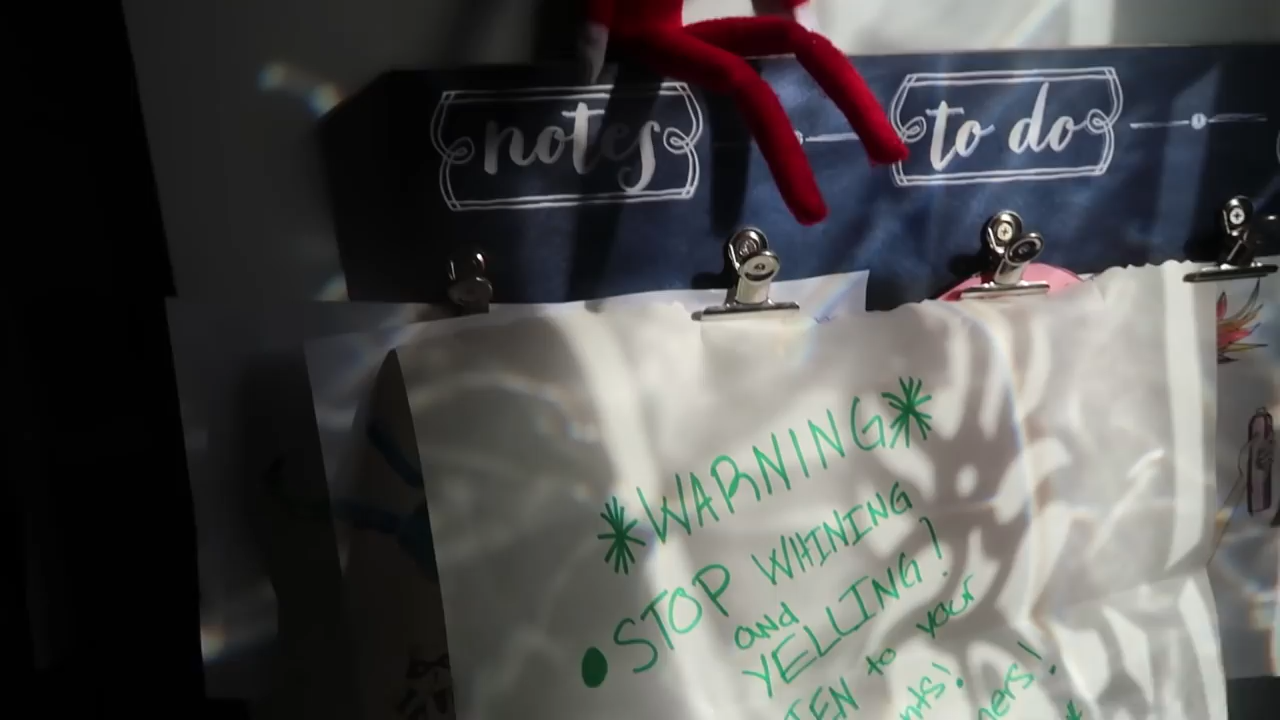 notes
to do
*WARNING*
STOP WHINING
and
YELLING!
to your